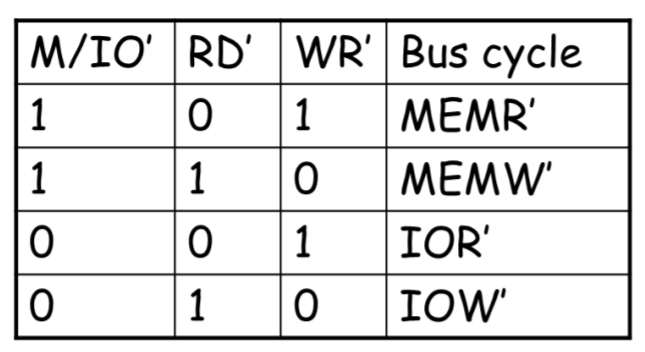 M/IO' RD' WR' Bus cycle
1 0 1 MEMR'
1 1 0 MEMW'
0 0 1 IOR'
0 1 0 IOW'